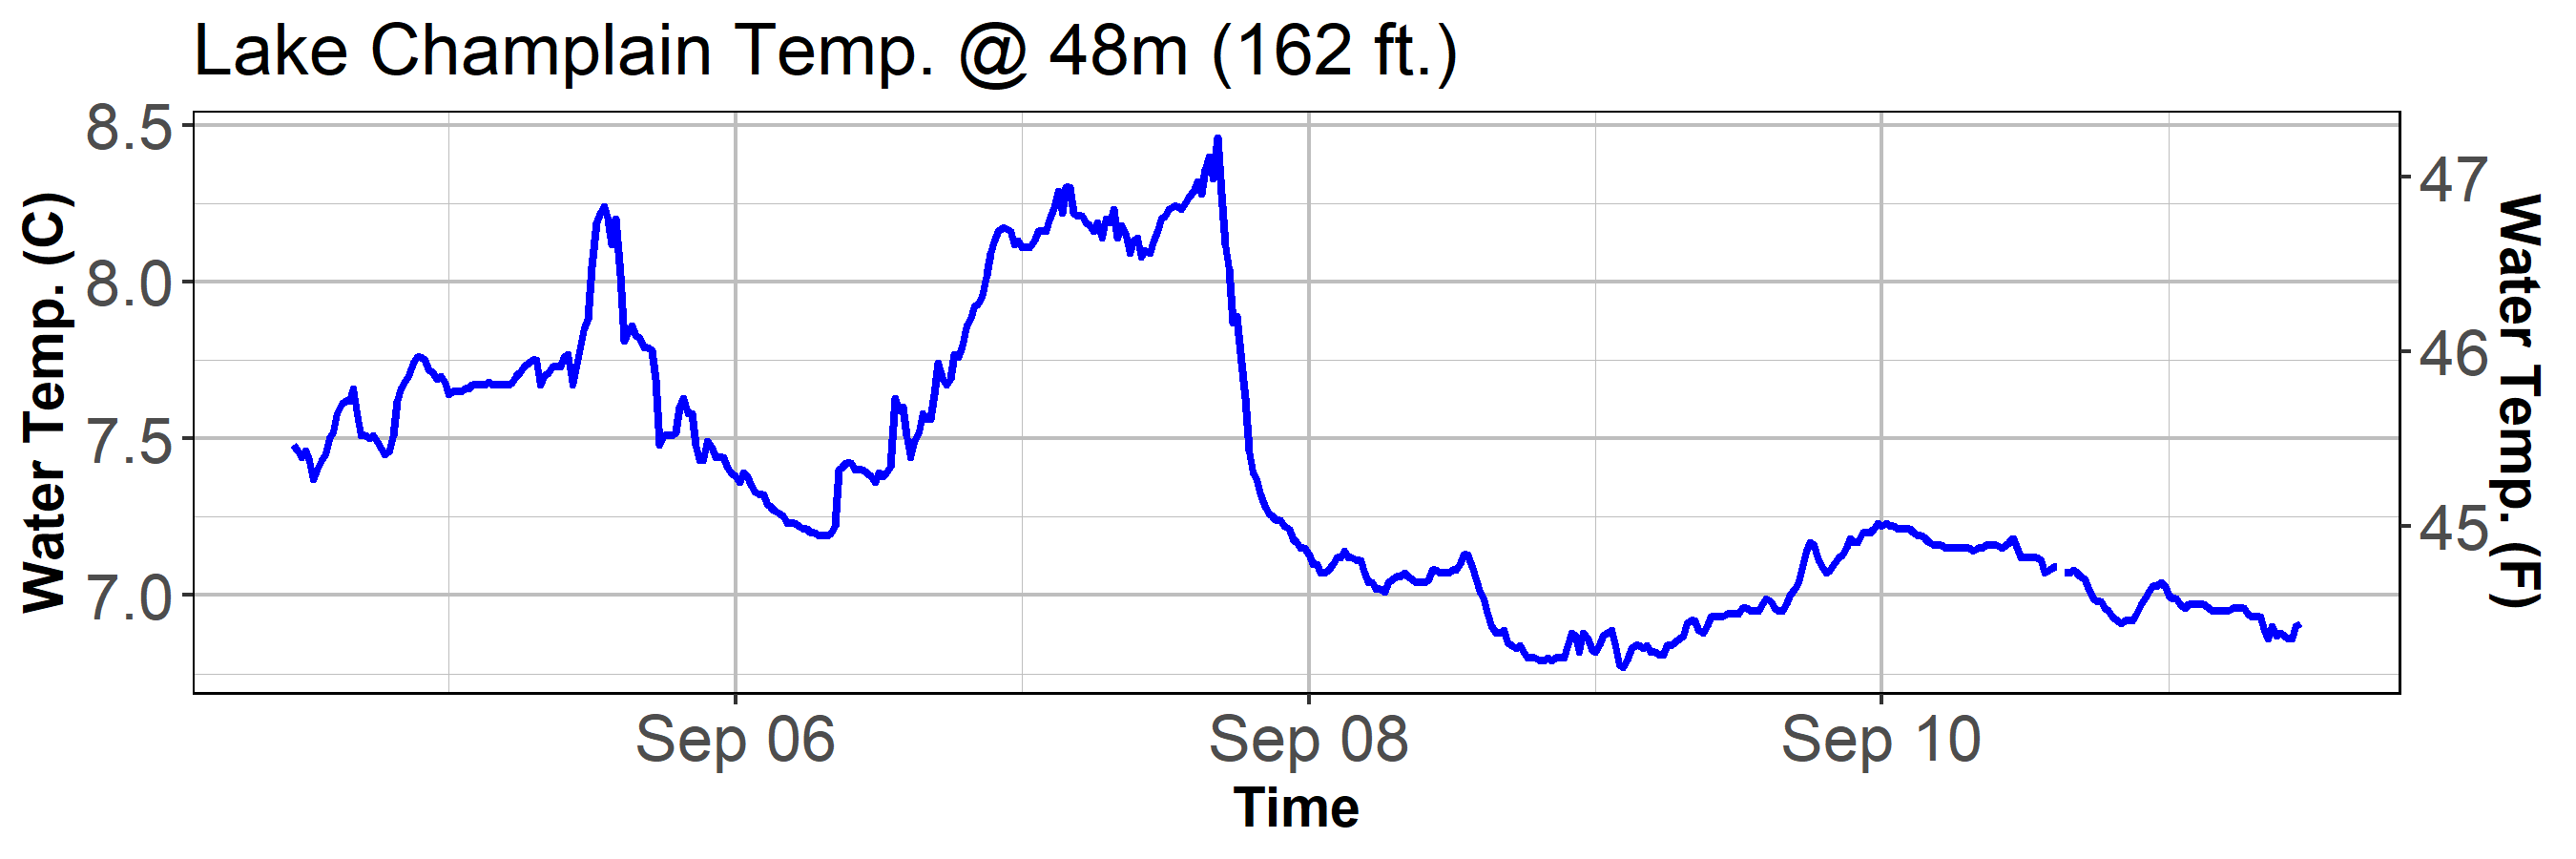 Lake Champlain Temp. @ 48m (162 ft.)
8.5
8.0
7.5
7.0
Water Temp. (C)
47
46
45
Water Temp. (F)
Sep 06
Sep 08
Sep 10
Time